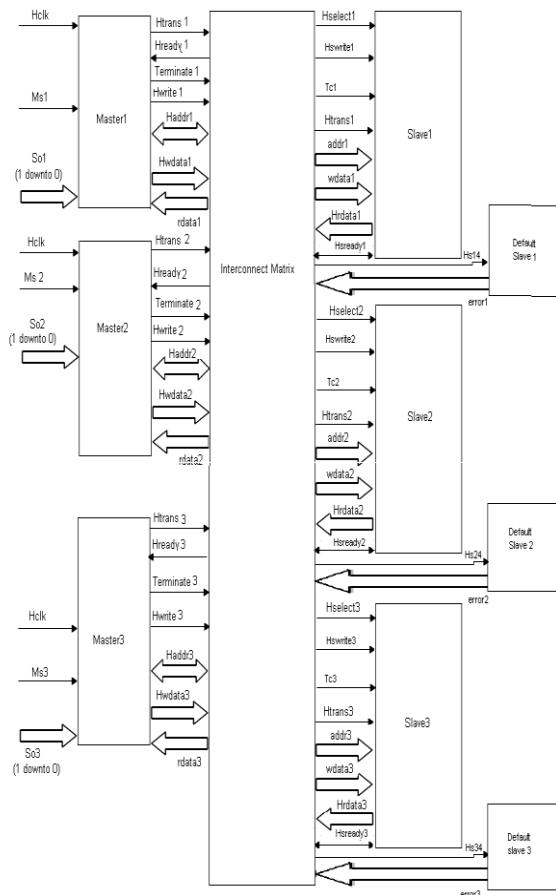 Hclk
Htrans 1
Hready 1
Terminate 1
Ms1
Hwrite 1
Master1
Haddr1
So1
(1 downto 0)
Hwdata1
rdata1
Hclk
Htrans 2
Ms 2
Hready 2
Terminate 2
So2
(1 downto 0)
Master2
Hwrite 2
Haddr2
Hwdata2
rdata2
Htrans 3
Hready 3
Terminate 3
Hclk
Hwrite 3
Master3
Haddr3
Ms3
Hwdata3
So3
(1 downto 0)
rdata3
Interconnect Matrix
Hselect1
Hswrite1
Tc1
Htrans1
Slave1
addr1
wdata1
Hrdata1
Hsready1
Hs14
Default
Slave 1
error1
Hselect2
Hswrite2
Tc2
Htrans2
Slave2
addr2
wdata2
Hrdata2
Hsready2
Hs24
Default
Slave 2
error2
Hselect3
Hswrite3
Tc3
Htrans3
Slave3
addr3
wdata3
Hrdata3
Hsready3
Hs34
Default
slave 3
error3